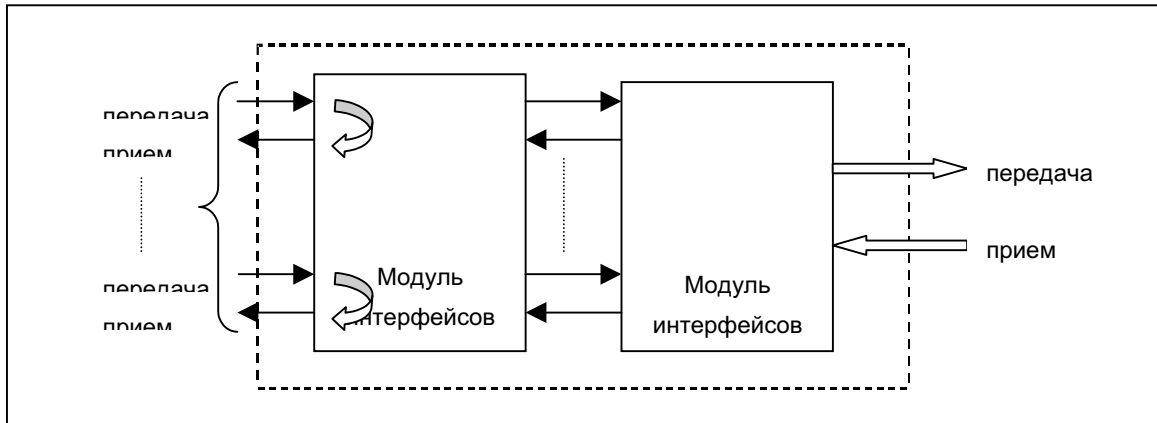 передача
прием
передача
прием
Модуль
интерфейсов
Модуль
интерфейсов
передача
прием